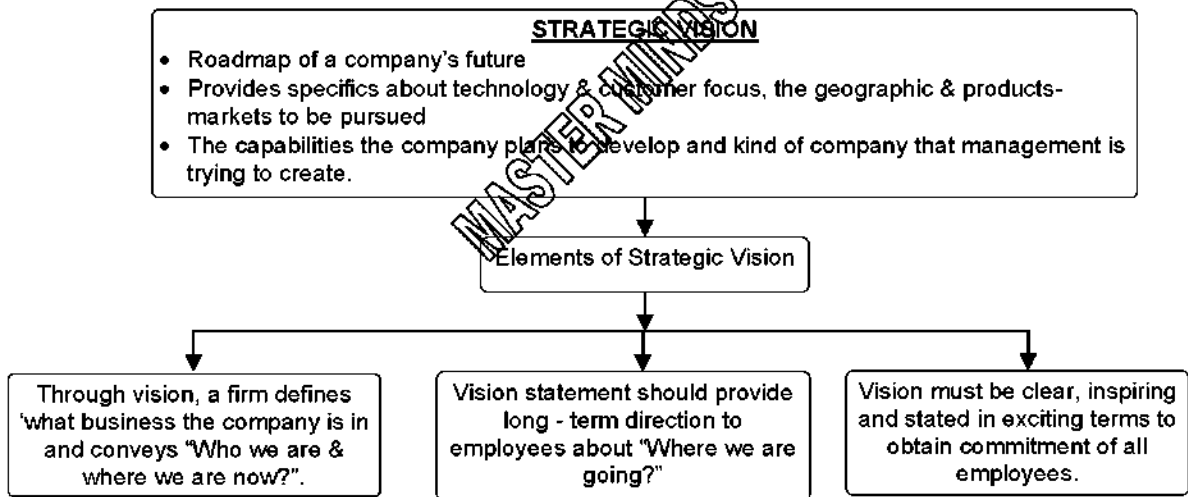 STRATEGIC VISION
• Roadmap of a company's future
• Provides specifics about technology & customer focus, the geographic & products-
markets to be pursued
• The capabilities the company plans to develop and kind of company that management is
trying to create.
MASTER MINDS
Elements of Strategic Vision
Through vision, a firm defines
'what business the company is in
and conveys "Who we are &
where we are now?".
Vision statement should provide
long - term direction to
employees about "Where we are
going?"
Vision must be clear, inspiring
and stated in exciting terms to
obtain commitment of all
employees.